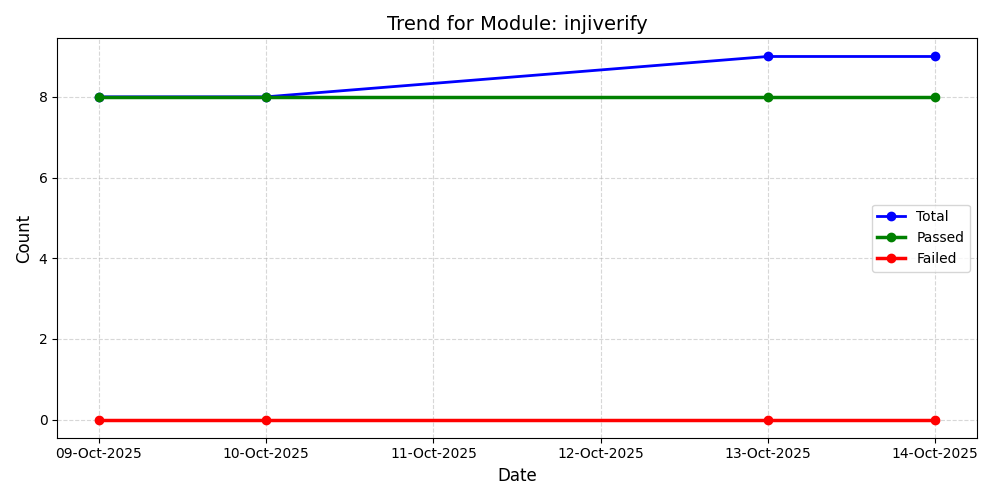 Trend for Module: injiverify
Count
8
6
4
2
0
Total
Passed
Failed
09-Oct-2025 10-Oct-2025 11-Oct-2025 12-Oct-2025 13-Oct-2025 14-Oct-2025
Date